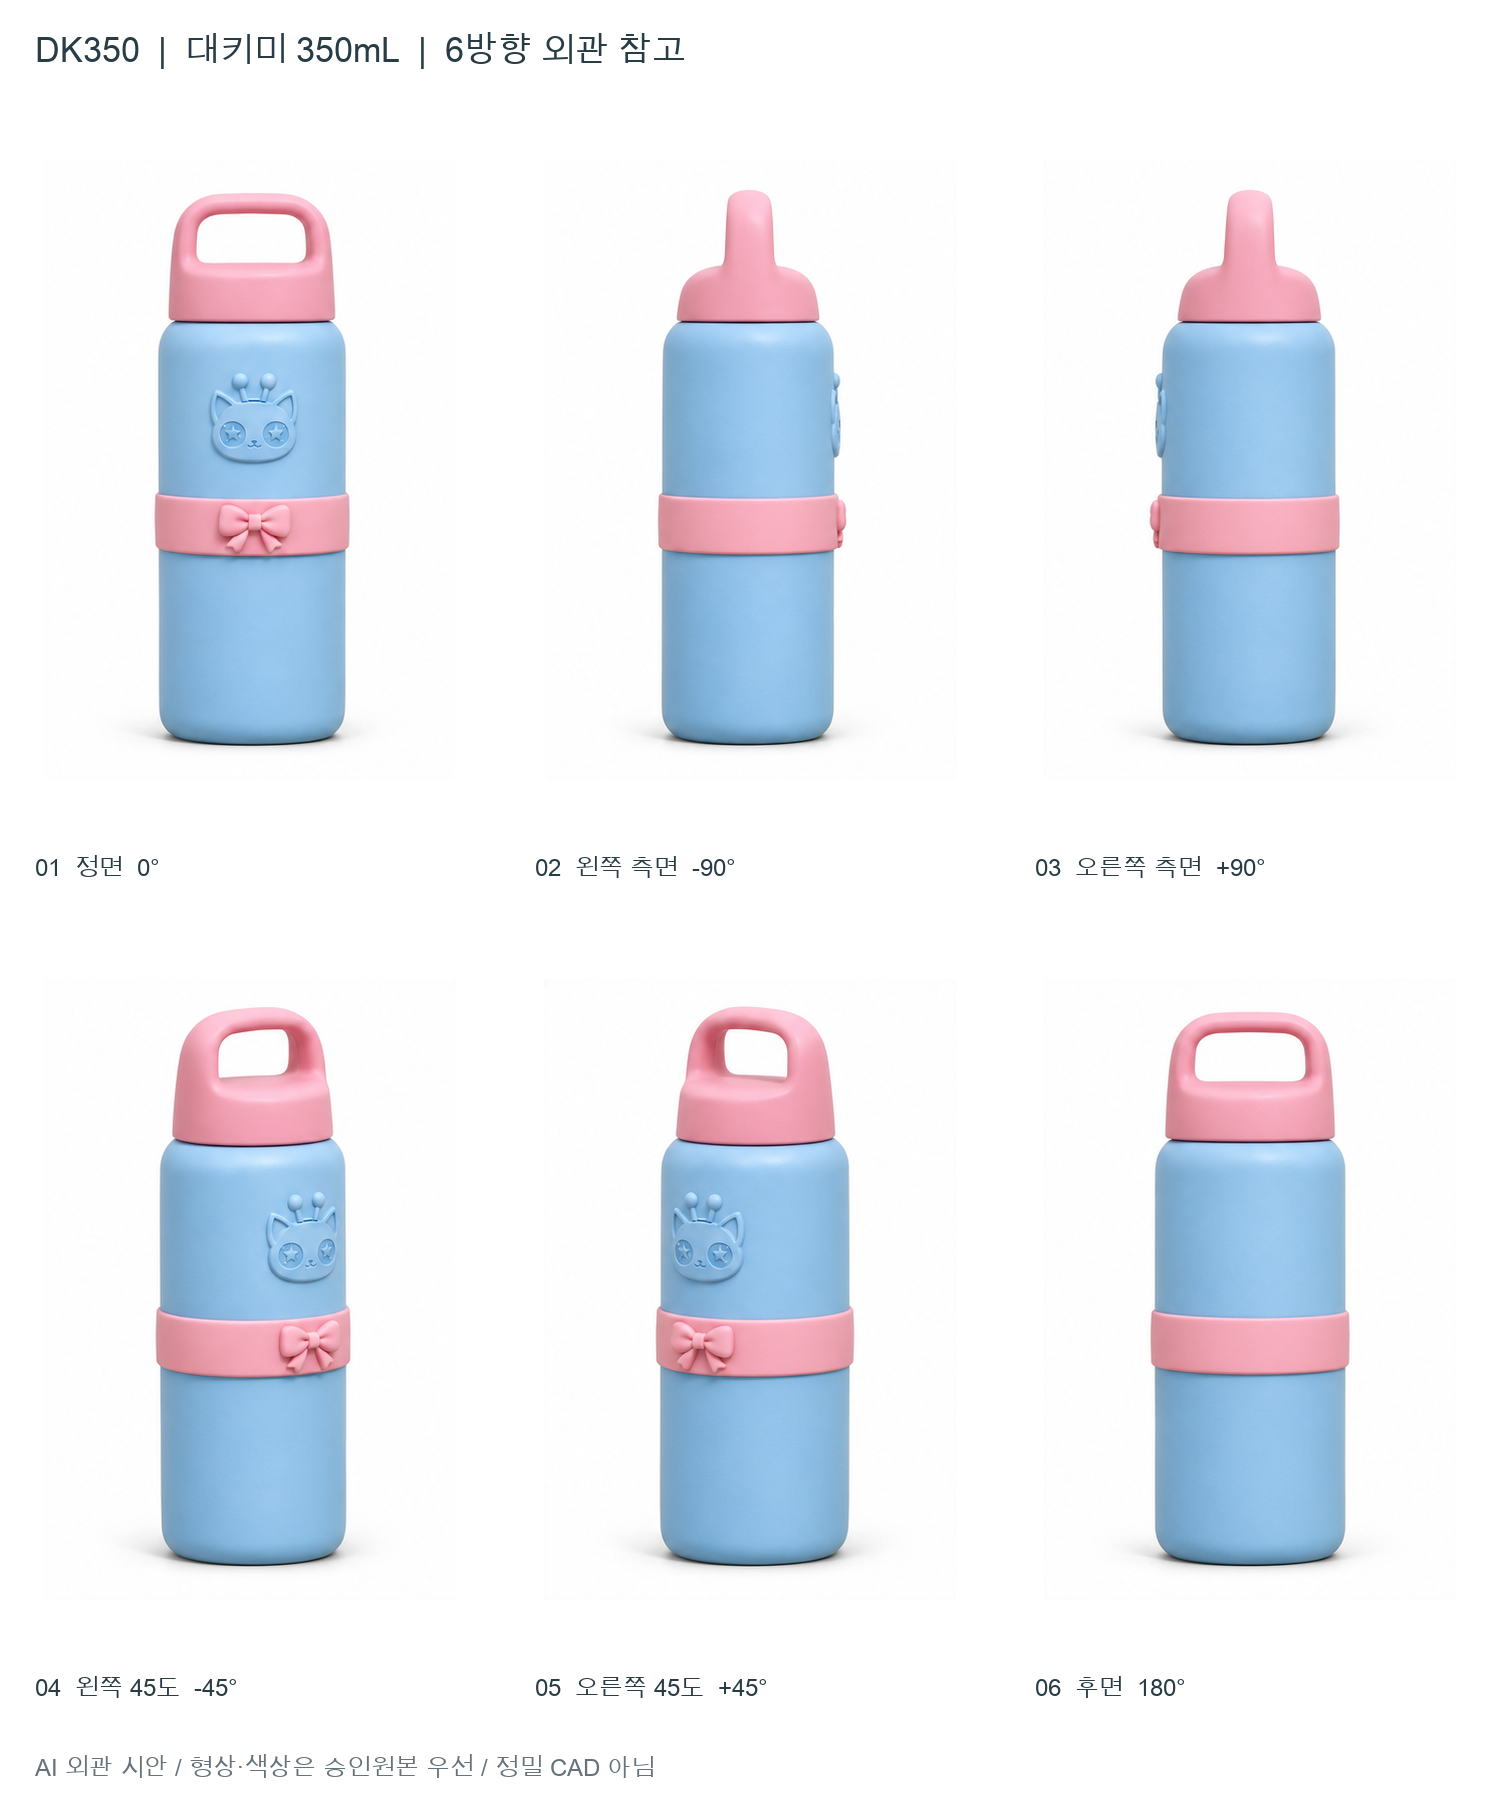 DK350 | 대키미 350mL | 6방향 외관 참고
01 정면 0°
02 왼쪽 측면 -90°
03 오른쪽 측면 +90°
04 왼쪽 45도 -45°
05 오른쪽 45도 +45°
06 후면 180°
AI 외관 시안 / 형상·색상은 승인원본 우선 / 정밀 CAD 아님